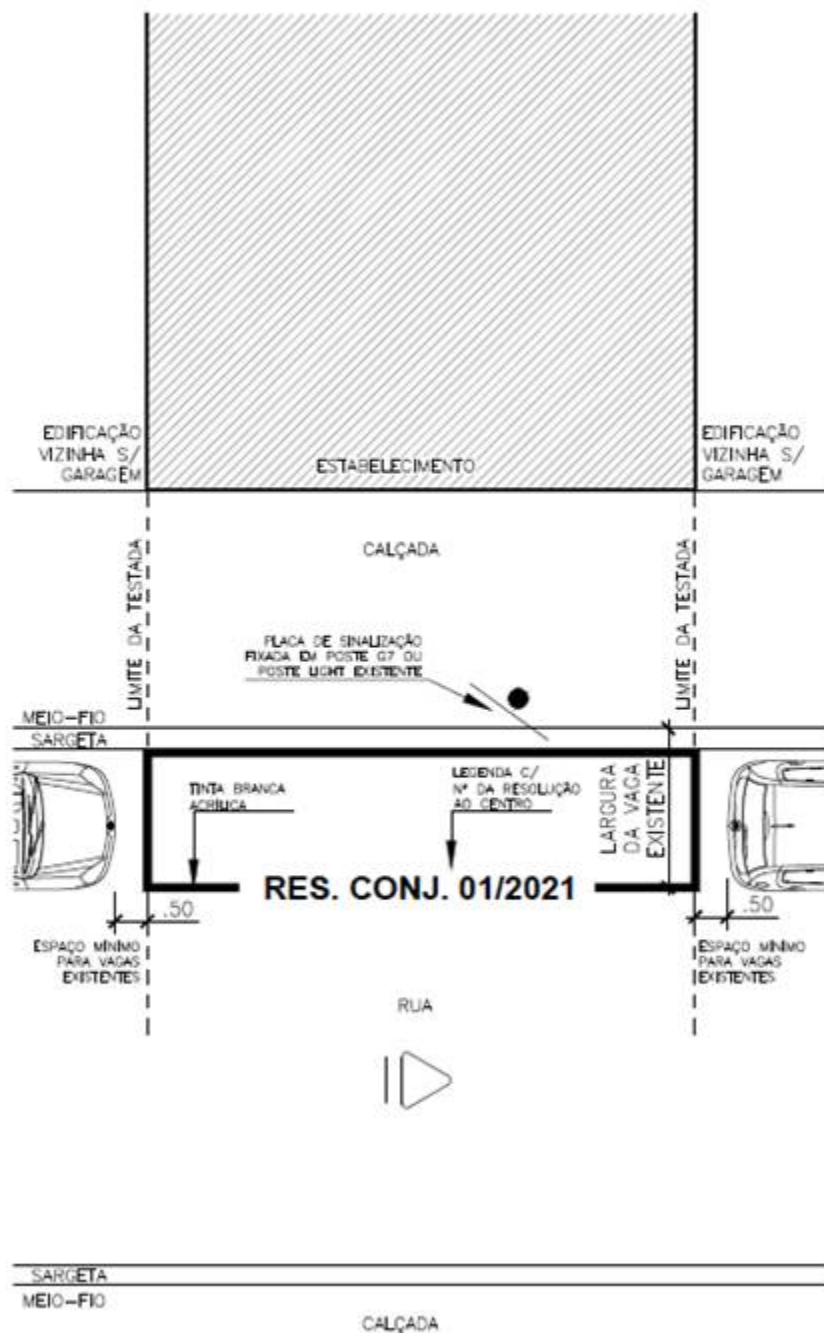 EDIFICAÇÃO
VIZINHA S/
GARAGEM
ESTABELECIMENTO
EDIFICAÇÃO
VIZINHA S/
GARAGEM
LIMITE DA TESTADA
CALÇADA
LIMITE DA TESTADA
PLACA DE SINALIZAÇÃO
FIXADA EM POSTE G7 OU
POSTE LIGHT EXISTENTE
MEIO-FIO
SARGETA
TINTA BRANCA
ACRÍLICA
LEGENDA C/
Nº DA RESOLUÇÃO
AO CENTRO
LARGURA
DA VAGA
EXISTENTE
RES. CONJ. 01/2021
.50
.50
ESPAÇO MÍNIMO
PARA VAGAS
EXISTENTES
ESPAÇO MÍNIMO
PARA VAGAS
EXISTENTES
RUA
SARGETA
MEIO-FIO
CALÇADA